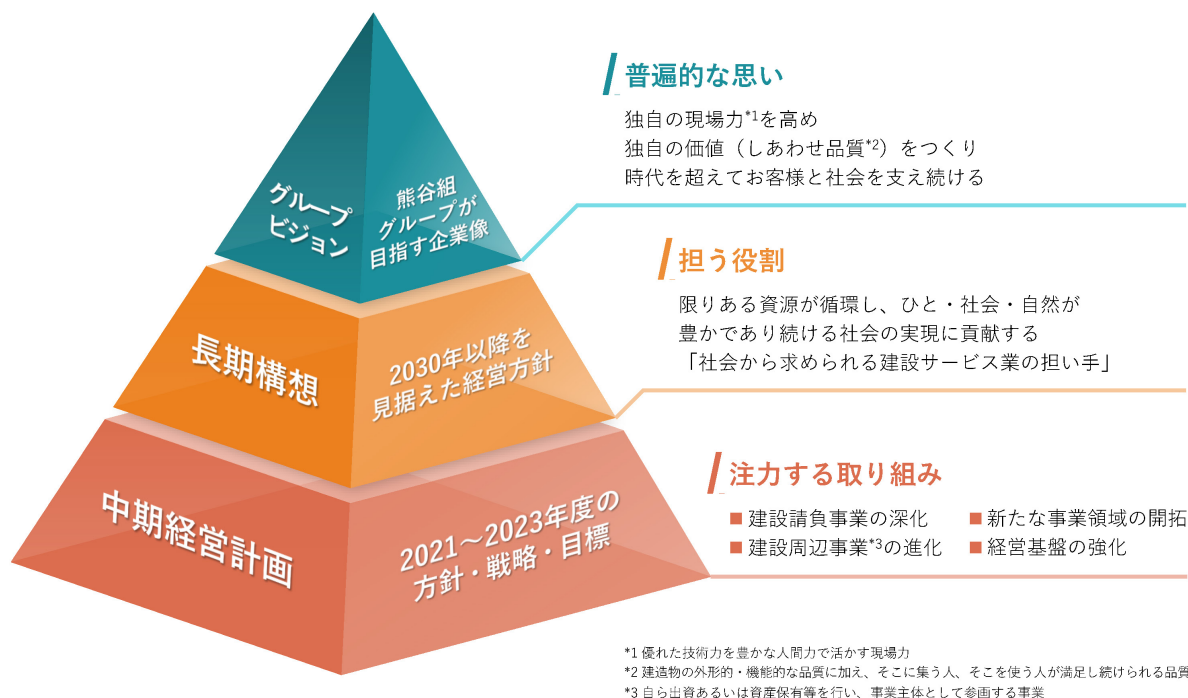 グループ
ビジョン
熊谷組
グループが
目指す企業像
普遍的な思い
独自の現場力*1を高め
独自の価値（しあわせ品質*2）をつくり
時代を超えてお客様と社会を支え続ける
長期構想
2030年以降を
見据えた経営方針
担う役割
限りある資源が循環し、ひと・社会・自然が
豊かであり続ける社会の実現に貢献する
「社会から求められる建設サービス業の担い手」
中期経営計画
2021～2023年度の
方針・戦略・目標
注力する取り組み
■ 建設請負事業の深化 ■ 新たな事業領域の開拓
■ 建設周辺事業*3の進化 ■ 経営基盤の強化
*1 優れた技術力を豊かな人間力で活かす現場力
*2 建造物の外形的・機能的な品質に加え、そこに集う人、そこを使う人が満足し続けられる品質
*3 自ら出資あるいは資産保有等を行い、事業主体として参画する事業